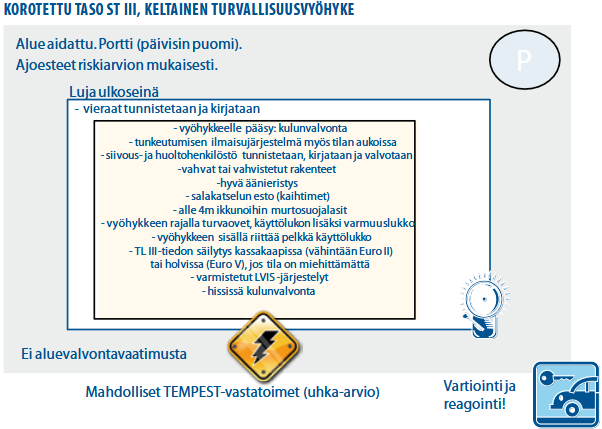 KOROTETTU TASO ST III, KELTAINEN TURVALLISUUSVYÖHYKE
Alue aidattu. Portti (päivisin puomi).
Ajoesteet riskiarvion mukaisesti.
P
Luja ulkoseinä
- vieraat tunnistetaan ja kirjataan
- vyöhykkeelle pääsy: kulunvalvonta
- tunkeutumisen ilmaisujärjestelmä myös tilan aukoissa
- siivous- ja huoltohenkilöstö tunnistetaan, kirjataan ja valvotaan
-vahvat tai vahvistetut rakenteet
-hyvä äänieristys
- salakatselun esto (kaihtimet)
- alle 4m ikkunoihin murtosuojalasit
- vyöhykkeen rajalla turvaovet, käyttölukon lisäksi varmuuslukko
- vyöhykkeen sisällä riittää pelkkä käyttölukko
- TL III-tiedon säilytys kassakaapissa (vähintään Euro II)
tai holvissa (Euro V), jos tila on miehittämättä
- varmistetut LVIS -järjestelyt
- hississä kulunvalvonta
Ei aluevalvontavaatimusta
Mahdolliset TEMPEST-vastatoimet (uhka-arvio)
Vartiointi ja
reagointi!